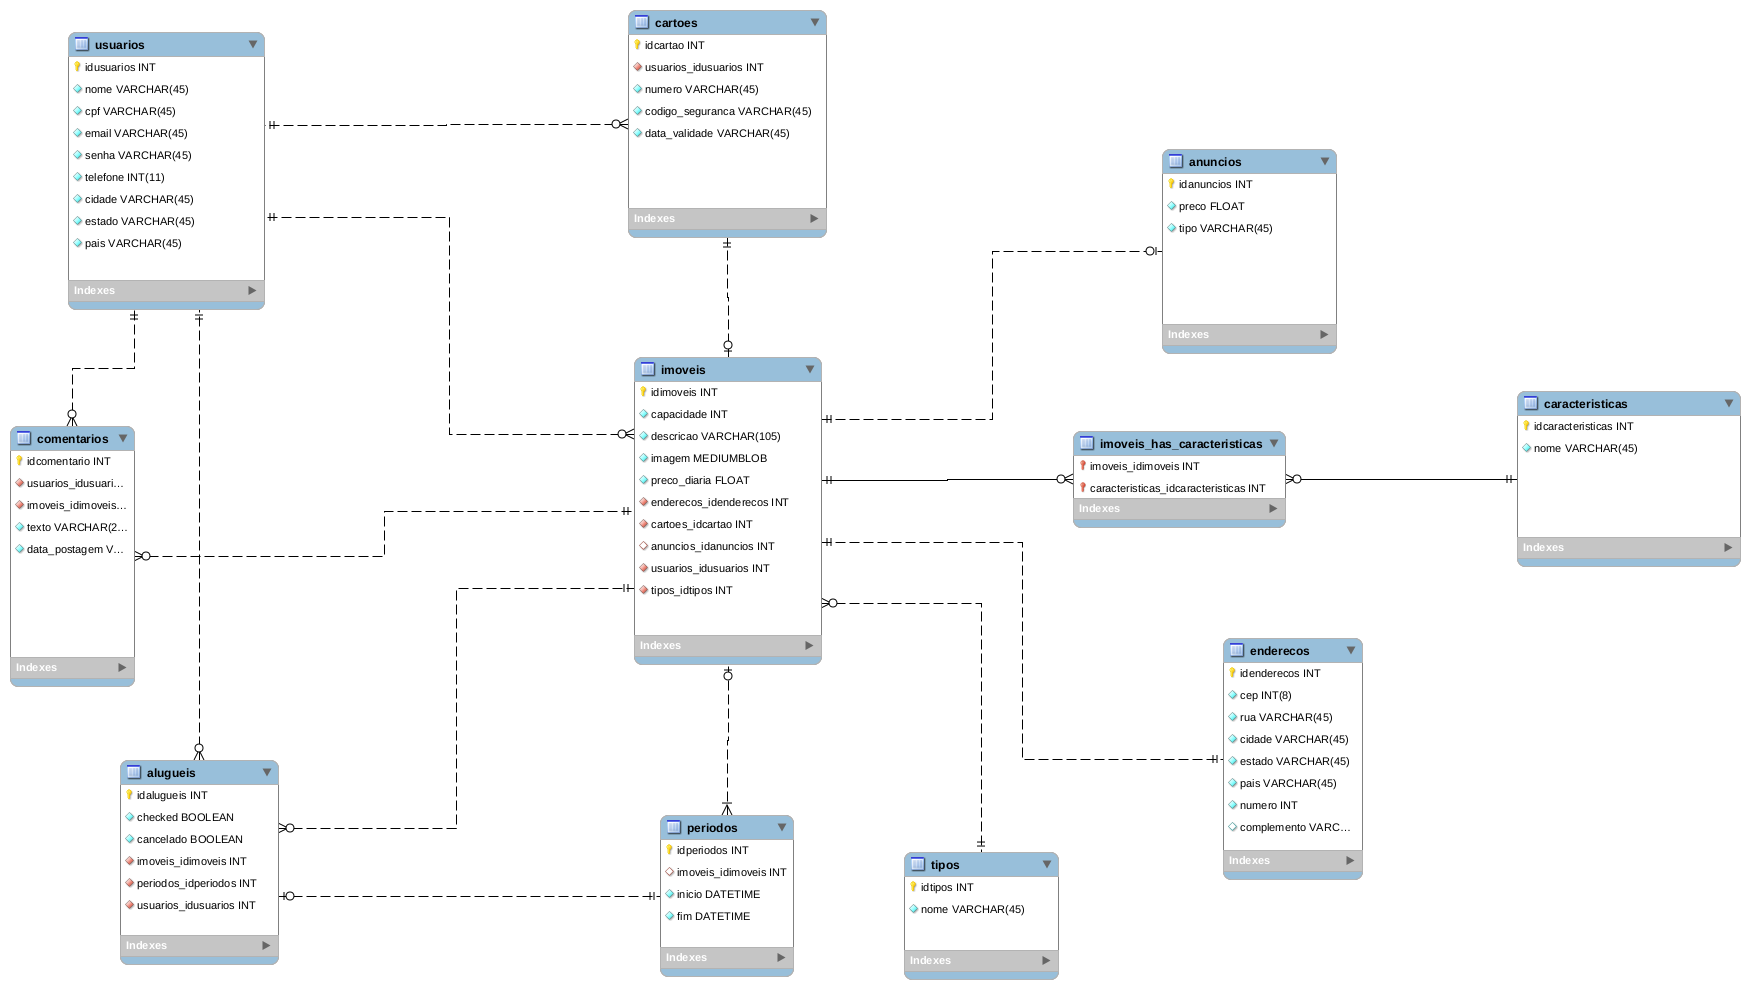 usuarios
idusuarios INT
nome VARCHAR(45)
cpf VARCHAR(45)
email VARCHAR(45)
senha VARCHAR(45)
telefone INT(11)
cidade VARCHAR(45)
estado VARCHAR(45)
pais VARCHAR(45)
Indexes
cartoes
idcartao INT
usuarios_idusuarios INT
numero VARCHAR(45)
codigo_seguranca VARCHAR(45)
data_validade VARCHAR(45)
Indexes
anuncios
idanuncios INT
preco FLOAT
tipo VARCHAR(45)
Indexes
comentarios
idcomentario INT
usuarios_idusuari...
imoveis_idimoveis...
texto VARCHAR(2...
data_postagem V...
Indexes
imoveis
idimoveis INT
capacidade INT
descricao VARCHAR(105)
imagem MEDIUMBLOB
preco_diaria FLOAT
enderecos_idenderecos INT
cartoes_idcartao INT
anuncios_idanuncios INT
usuarios_idusuarios INT
tipos_idtipos INT
Indexes
imoveis_has_caracteristicas
imoveis_idimoveis INT
caracteristicas_idcaracteristicas INT
Indexes
caracteristicas
idcaracteristicas INT
nome VARCHAR(45)
Indexes
enderecos
idenderecos INT
cep INT(8)
rua VARCHAR(45)
cidade VARCHAR(45)
estado VARCHAR(45)
pais VARCHAR(45)
numero INT
complemento VARC...
Indexes
alugueis
idalugueis INT
checked BOOLEAN
cancelado BOOLEAN
imoveis_idimoveis INT
periodos_idperiodos INT
usuarios_idusuarios INT
Indexes
periodos
idperiodos INT
imoveis_idimoveis INT
inicio DATETIME
fim DATETIME
Indexes
tipos
idtipos INT
nome VARCHAR(45)
Indexes